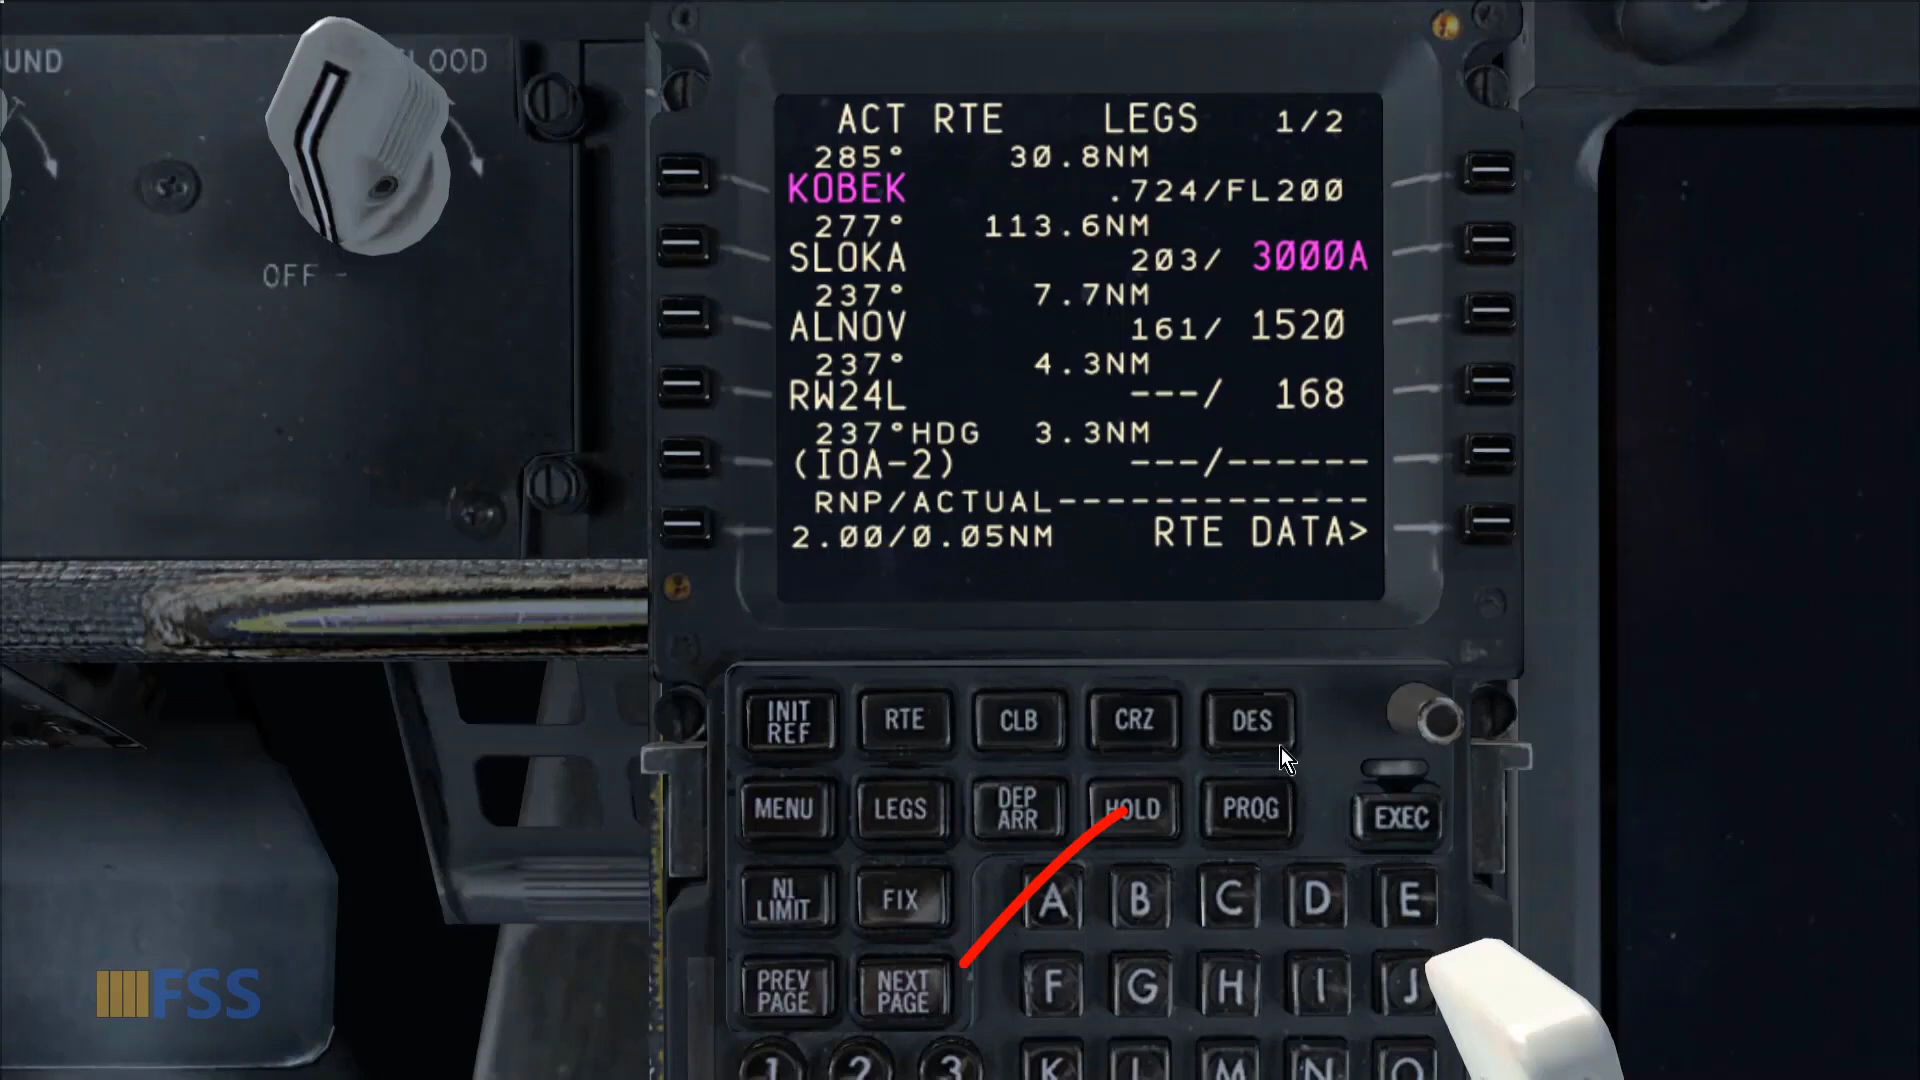 LOOD
OFF -
ACT RTE LEGS 1/2
285° 30.8NM
KOBEK .724/FL200
277° 113.6NM
SLOKA 203/ 3000A
237° 7.7NM
ALNOV 161/ 1520
237° 4.3NM
RW24L ---/ 168
237°HDG 3.3NM
(IOA-2) ---/------
RNP/ACTUAL-------------
2.00/0.05NM RTE DATA>
INIT REF RTE CLB CRZ DES
MENU LEGS DEP ARR HOLD PROG EXEC
N1 LIMIT FIX A B C D E
PREV PAGE NEXT PAGE F G H I J
1 2 3 K L M N O
FSS